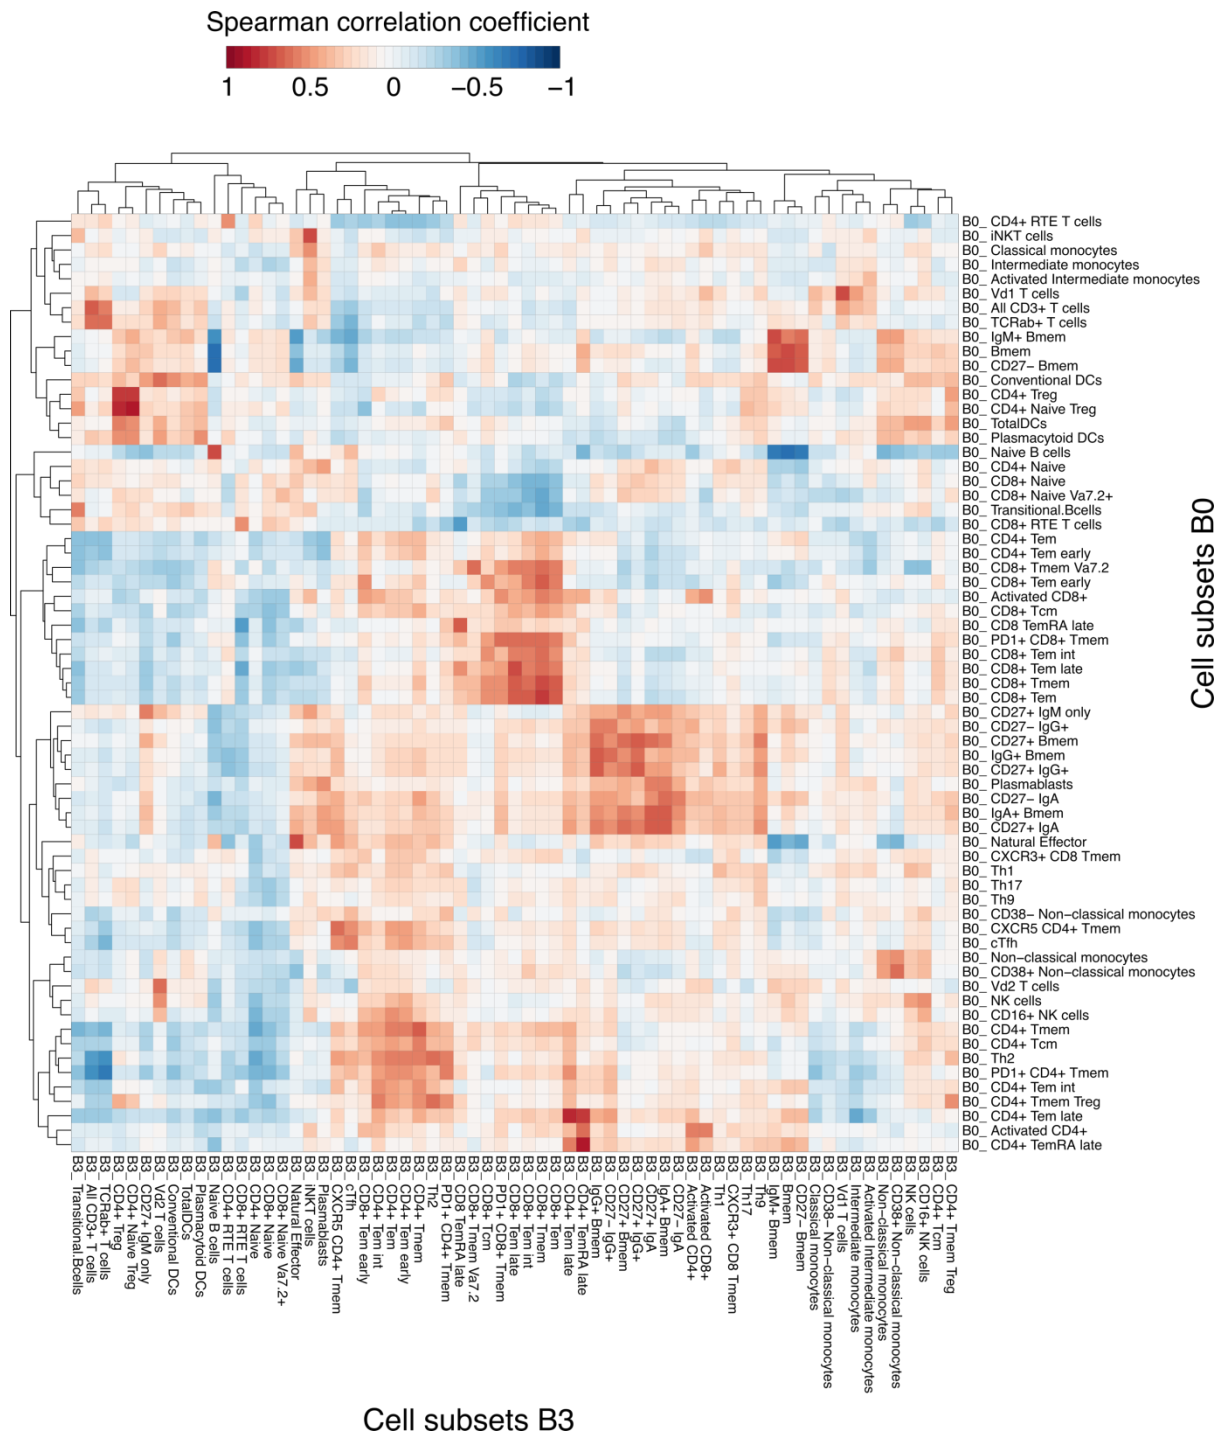 Spearman correlation coefficient
1 0.5 0 −0.5 −1
B0_ CD4+ RTE T cells
B0_ iNKT cells
B0_ Classical monocytes
B0_ Intermediate monocytes
B0_ Activated Intermediate monocytes
B0_ Vd1 T cells
B0_ All CD3+ T cells
B0_ TCRab+ T cells
B0_ IgM+ Bmem
B0_ Bmem
B0_ CD27− Bmem
B0_ Conventional DCs
B0_ CD4+ Treg
B0_ CD4+ Naive Treg
B0_ TotalDCs
B0_ Plasmacytoid DCs
B0_ Naive B cells
B0_ CD4+ Naive
B0_ CD8+ Naive
B0_ CD8+ Naive Va7.2+
B0_ Transitional.Bcells
B0_ CD8+ RTE T cells
B0_ CD4+ Tem
B0_ CD4+ Tem early
B0_ CD8+ Tmem Va7.2
B0_ CD8+ Tem early
B0_ Activated CD8+
B0_ CD8+ Tcm
B0_ CD8 TemRA late
B0_ PD1+ CD8+ Tmem
B0_ CD8+ Tem int
B0_ CD8+ Tem late
B0_ CD8+ Tmem
B0_ CD8+ Tem
B0_ CD27+ IgM only
B0_ CD27− IgG+
B0_ CD27+ Bmem
B0_ IgG+ Bmem
B0_ CD27+ IgG+
B0_ Plasmablasts
B0_ CD27− IgA
B0_ IgA+ Bmem
B0_ CD27+ IgA
B0_ Natural Effector
B0_ CXCR3+ CD8 Tmem
B0_ Th1
B0_ Th17
B0_ Th9
B0_ CD38− Non−classical monocytes
B0_ CXCR5 CD4+ Tmem
B0_ cTfh
B0_ Non−classical monocytes
B0_ CD38+ Non−classical monocytes
B0_ Vd2 T cells
B0_ NK cells
B0_ CD16+ NK cells
B0_ CD4+ Tmem
B0_ CD4+ Tcm
B0_ Th2
B0_ PD1+ CD4+ Tmem
B0_ CD4+ Tem int
B0_ CD4+ Tmem Treg
B0_ CD4+ Tem late
B0_ Activated CD4+
B0_ CD4+ TemRA late
Cell subsets B0
B3_ Transitional.Bcells
B3_ All CD3+ T cells
B3_ TCRab+ T cells
B3_ CD4+ Treg
B3_ CD4+ Naive Treg
B3_ CD27+ IgM only
B3_ Vd2 T cells
B3_ Conventional DCs
B3_ TotalDCs
B3_ Plasmacytoid DCs
B3_ Naive B cells
B3_ CD4+ RTE T cells
B3_ CD8+ RTE T cells
B3_ CD4+ Naive
B3_ CD8+ Naive
B3_ CD8+ Naive Va7.2+
B3_ Natural Effector
B3_ iNKT cells
B3_ Plasmablasts
B3_ CXCR5 CD4+ Tmem
B3_ cTfh
B3_ CD8+ Tem early
B3_ CD4+ Tem int
B3_ CD4+ Tem
B3_ CD4+ Tem early
B3_ CD4+ Tmem
B3_ Th2
B3_ PD1+ CD4+ Tmem
B3_ CD8 TemRA late
B3_ CD8+ Tmem Va7.2
B3_ CD8+ Tcm
B3_ PD1+ CD8+ Tmem
B3_ CD8+ Tem late
B3_ CD8+ Tem int
B3_ CD8+ Tmem
B3_ CD8+ Tem
B3_ CD4+ Tem late
B3_ CD4+ TemRA late
B3_ IgG+ Bmem
B3_ CD27− IgG+
B3_ CD27+ Bmem
B3_ CD27+ IgG+
B3_ CD27+ IgA
B3_ IgA+ Bmem
B3_ CD27− IgA
B3_ Activated CD4+
B3_ Activated CD8+
B3_ Th1
B3_ CXCR3+ CD8 Tmem
B3_ Th17
B3_ Th9
B3_ IgM+ Bmem
B3_ Bmem
B3_ CD27− Bmem
B3_ Classical monocytes
B3_ CD38− Non−classical monocytes
B3_ Vd1 T cells
B3_ Intermediate monocytes
B3_ Activated Intermediate monocytes
B3_ Non−classical monocytes
B3_ CD38+ Non−classical monocytes
B3_ NK cells
B3_ CD16+ NK cells
B3_ CD4+ Tcm
B3_ CD4+ Tmem Treg
Cell subsets B3